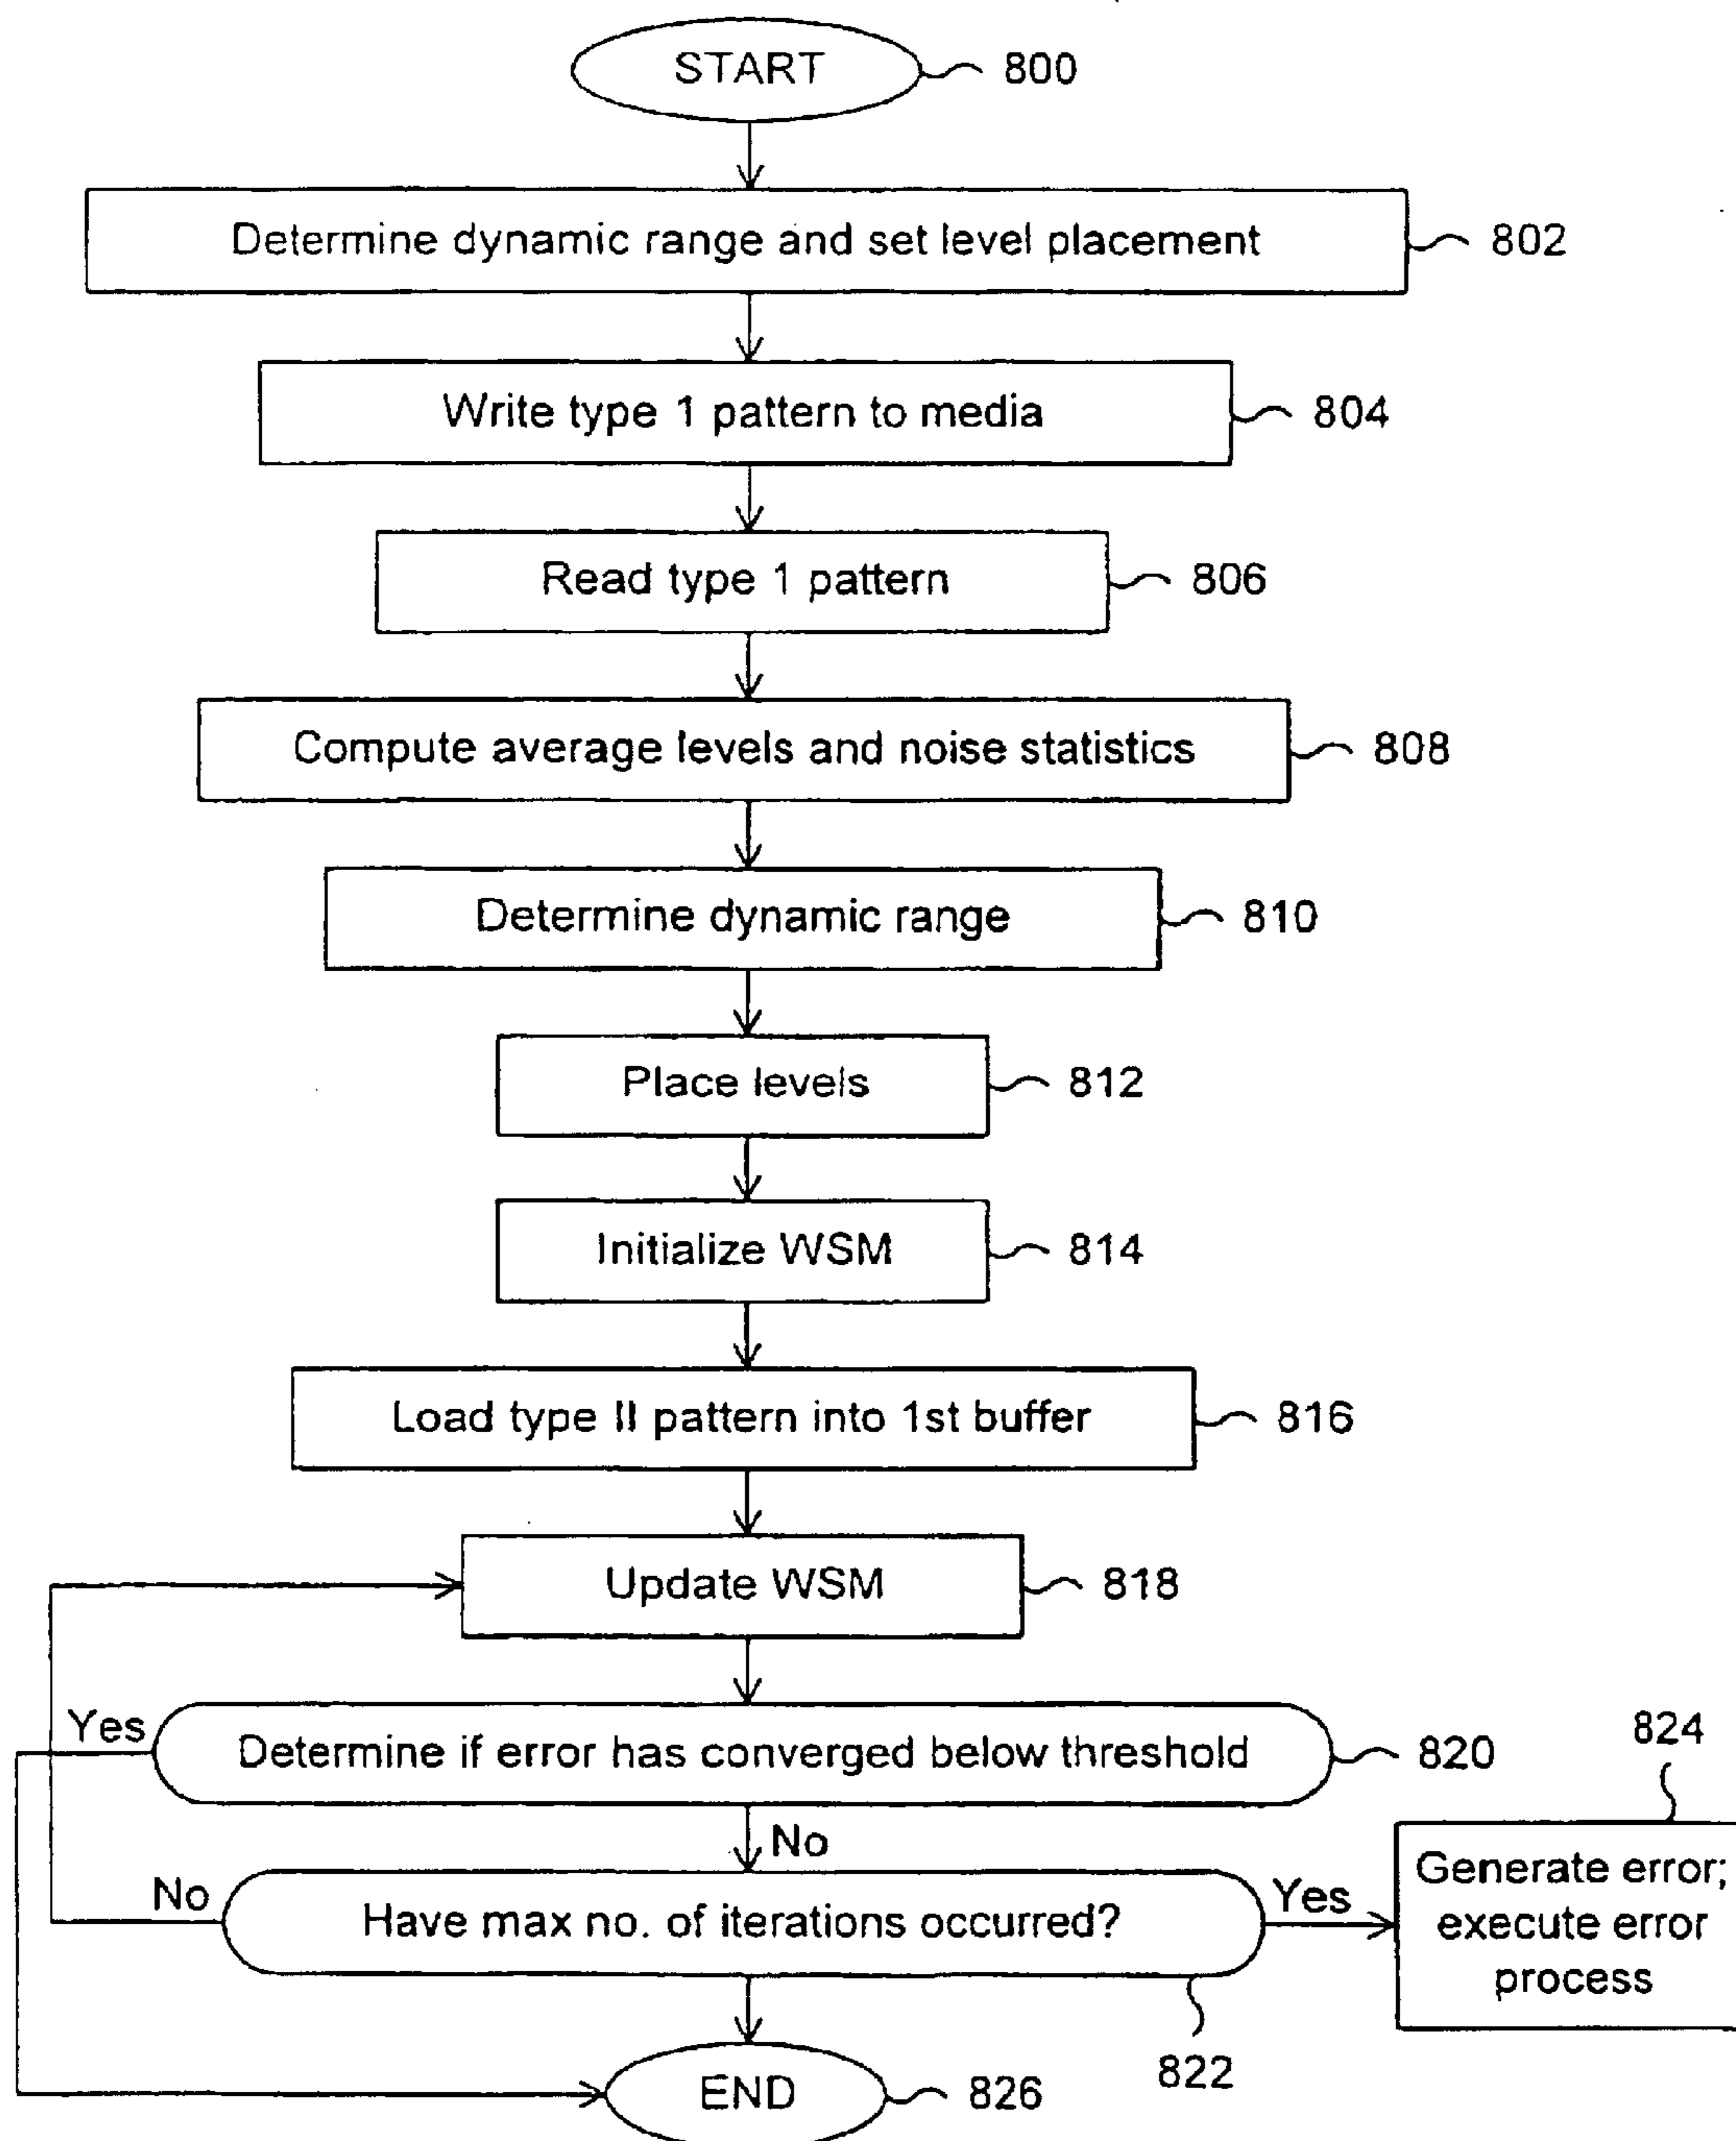 START 800
Determine dynamic range and set level placement 802
Write type 1 pattern to media 804
Read type 1 pattern 806
Compute average levels and noise statistics 808
Determine dynamic range 810
Place levels 812
Initialize WSM 814
Load type II pattern into 1st buffer 816
Update WSM 818
Yes
Determine if error has converged below threshold 820
824
No
No
Have max no. of iterations occurred?
Yes
Generate error;
execute error
process
822
END 826